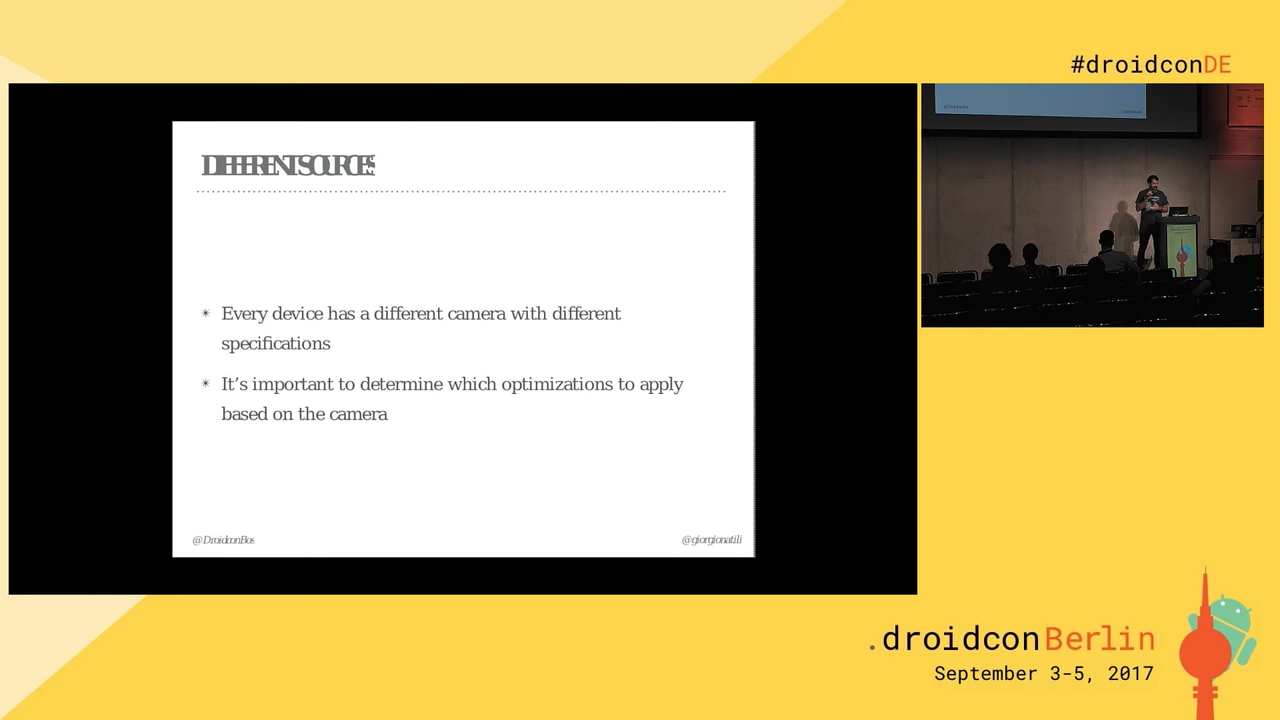 #droidconDE
DIFFERENT SOURCES
✴ Every device has a different camera with different
specifications
✴ It’s important to determine which optimizations to apply
based on the camera
@DroidconBos
@giorgionatili
.droidconBerlin
September 3-5, 2017